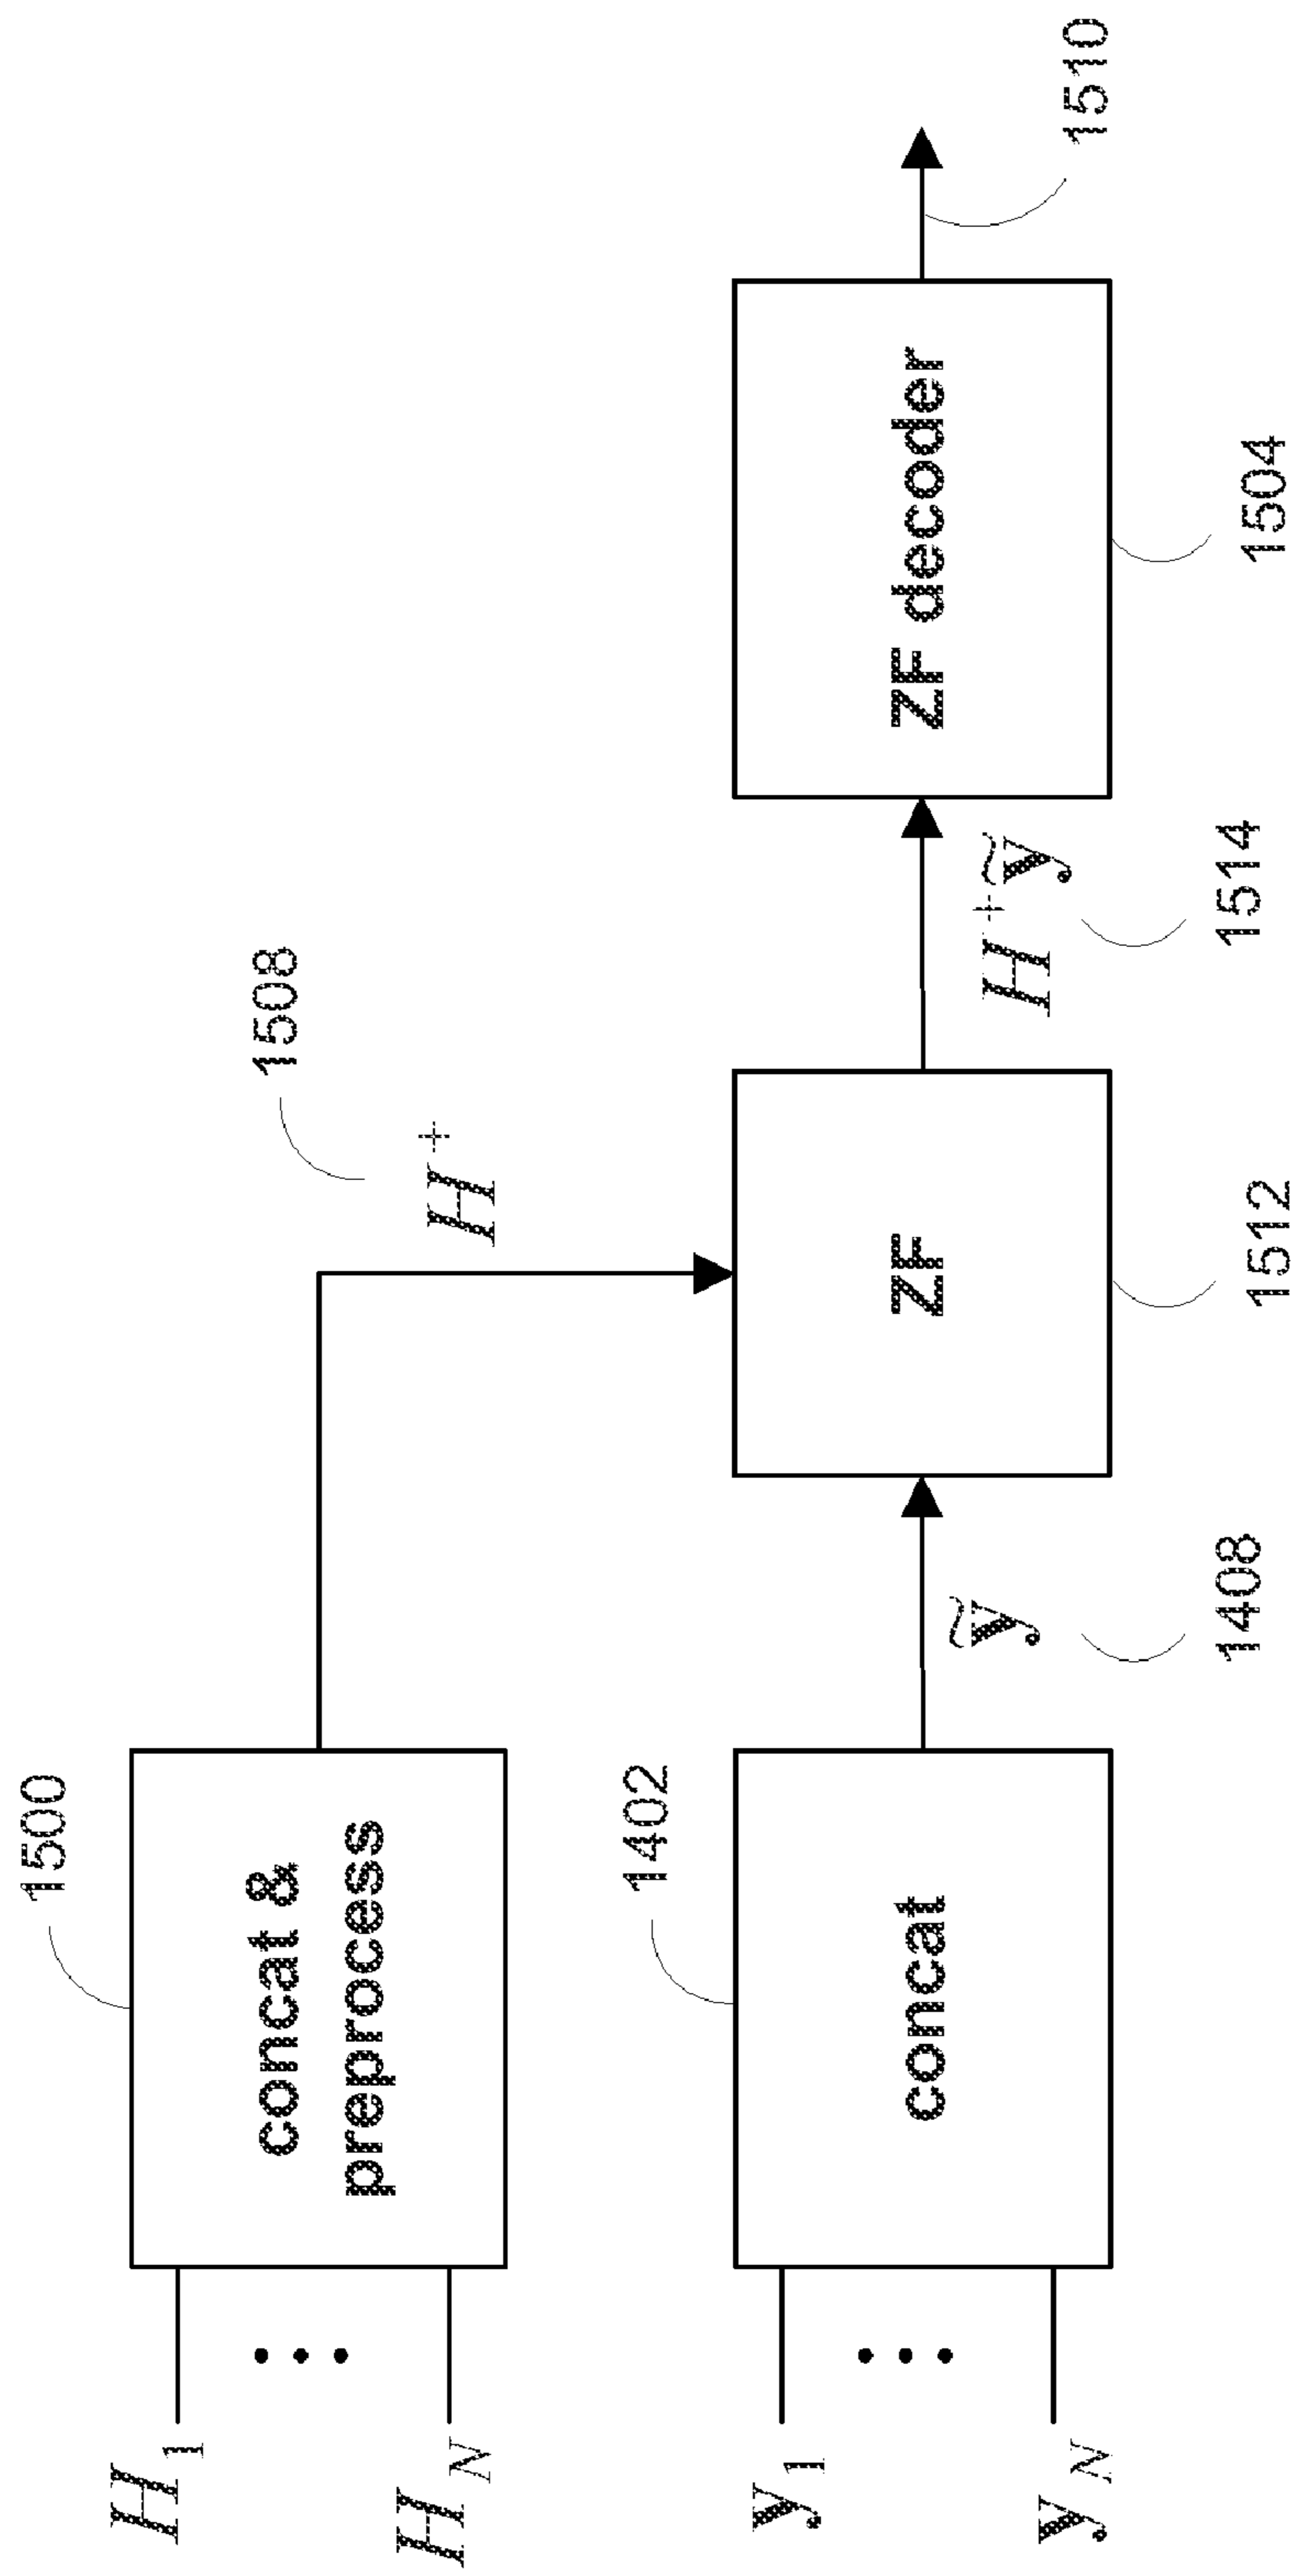 1500
H₁
H_N
concat &
preprocess
H⁺
1508
1402
y₁
y_N
concat
ỹ
1408
ZF
1512
H⁺ỹ
1514
ZF decoder
1504
1510